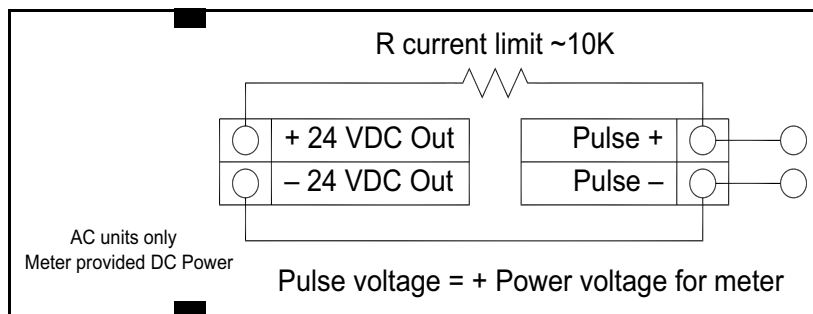 R current limit ~10K
+ 24 VDC Out
Pulse +
– 24 VDC Out
Pulse –
AC units only
Meter provided DC Power
Pulse voltage = + Power voltage for meter